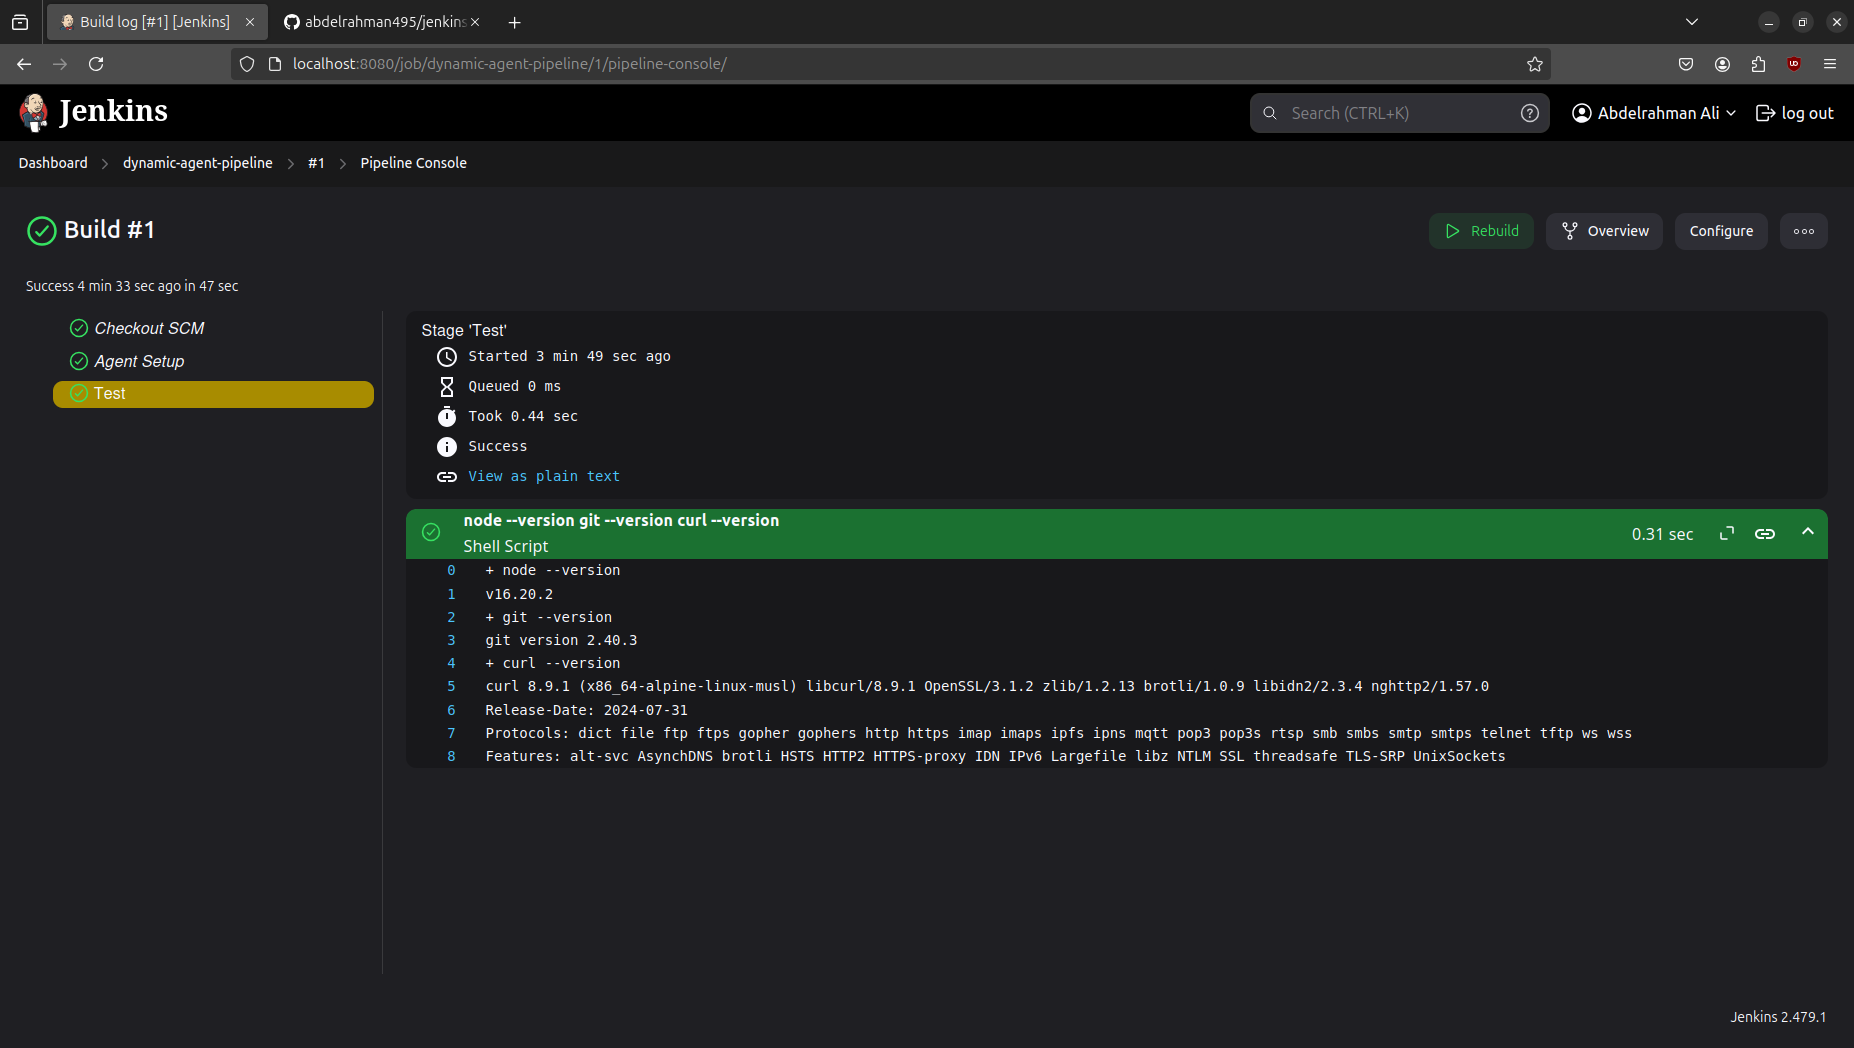 Build log [#1] [Jenkins]
abdelrahman495/jenkins
localhost:8080/job/dynamic-agent-pipeline/1/pipeline-console/
Jenkins
Search (CTRL+K)
Abdelrahman Ali
log out
Dashboard
dynamic-agent-pipeline
#1
Pipeline Console
Build #1
Rebuild
Overview
Configure
Success 4 min 33 sec ago in 47 sec
Checkout SCM
Agent Setup
Test
Stage 'Test'
Started 3 min 49 sec ago
Queued 0 ms
Took 0.44 sec
Success
View as plain text
node --version git --version curl --version
Shell Script
0.31 sec
0 + node --version
1 v16.20.2
2 + git --version
3 git version 2.40.3
4 + curl --version
5 curl 8.9.1 (x86_64-alpine-linux-musl) libcurl/8.9.1 OpenSSL/3.1.2 zlib/1.2.13 brotli/1.0.9 libidn2/2.3.4 nghttp2/1.57.0
6 Release-Date: 2024-07-31
7 Protocols: dict file ftp ftps gopher gophers http https imap imaps ipfs ipns mqtt pop3 pop3s rtsp smb smbs smtp smtps telnet tftp ws wss
8 Features: alt-svc AsynchDNS brotli HSTS HTTP2 HTTPS-proxy IDN IPv6 Largefile libz NTLM SSL threadsafe TLS-SRP UnixSockets
Jenkins 2.479.1